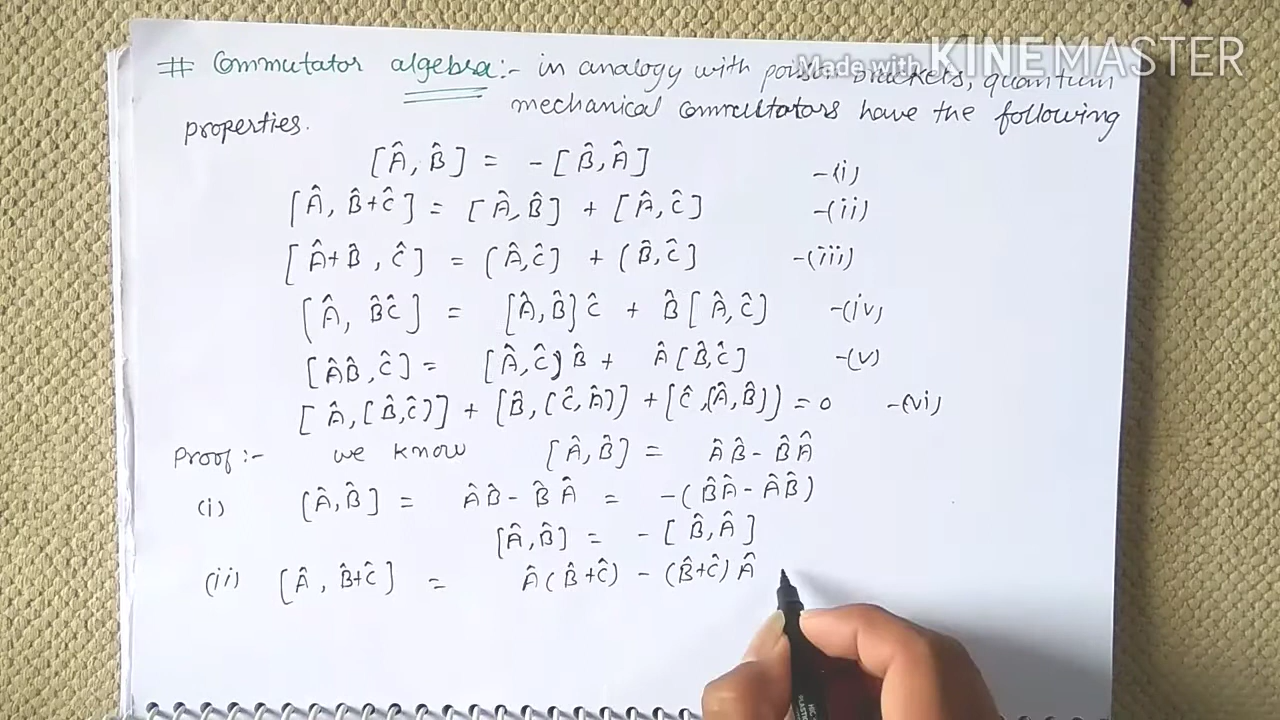 # Commutator algebra:- in analogy with poison brackets, quantum
Made with KINEMASTER
mechanical commutators have the following
properties.
[Â, B̂] = -[B̂, Â] -(i)
[Â, B̂+Ĉ] = [Â, B̂] + [Â, Ĉ] -(ii)
[Â+B̂, Ĉ] = [Â,Ĉ] + [B̂,Ĉ] -(iii)
[Â, B̂Ĉ] = [Â,B̂]Ĉ + B̂[Â,Ĉ] -(iv)
[ÂB̂,Ĉ] = [Â,Ĉ]B̂ + Â[B̂,Ĉ] -(v)
[Â,[B̂,Ĉ]] + [B̂,[Ĉ,Â]] + [Ĉ,[Â,B̂]] = 0 -(vi)
Proof:- we know [Â,B̂] = ÂB̂ - B̂Â
(i) [Â,B̂] = ÂB̂ - B̂Â = -(B̂Â - ÂB̂)
[Â,B̂] = -[B̂,Â]
(ii) [Â, B̂+Ĉ] = Â(B̂+Ĉ) - (B̂+Ĉ)Â